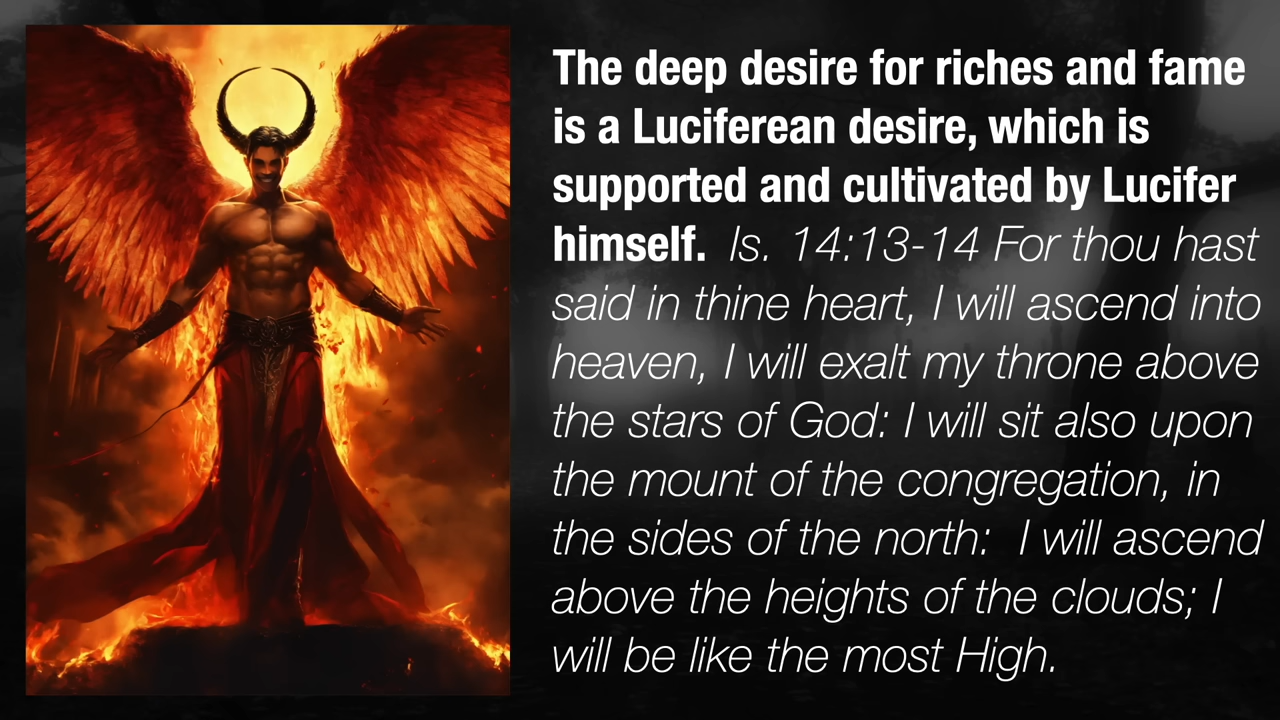 The deep desire for riches and fame
is a Luciferean desire, which is
supported and cultivated by Lucifer
himself. Is. 14:13-14 For thou hast
said in thine heart, I will ascend into
heaven, I will exalt my throne above
the stars of God: I will sit also upon
the mount of the congregation, in
the sides of the north: I will ascend
above the heights of the clouds; I
will be like the most High.